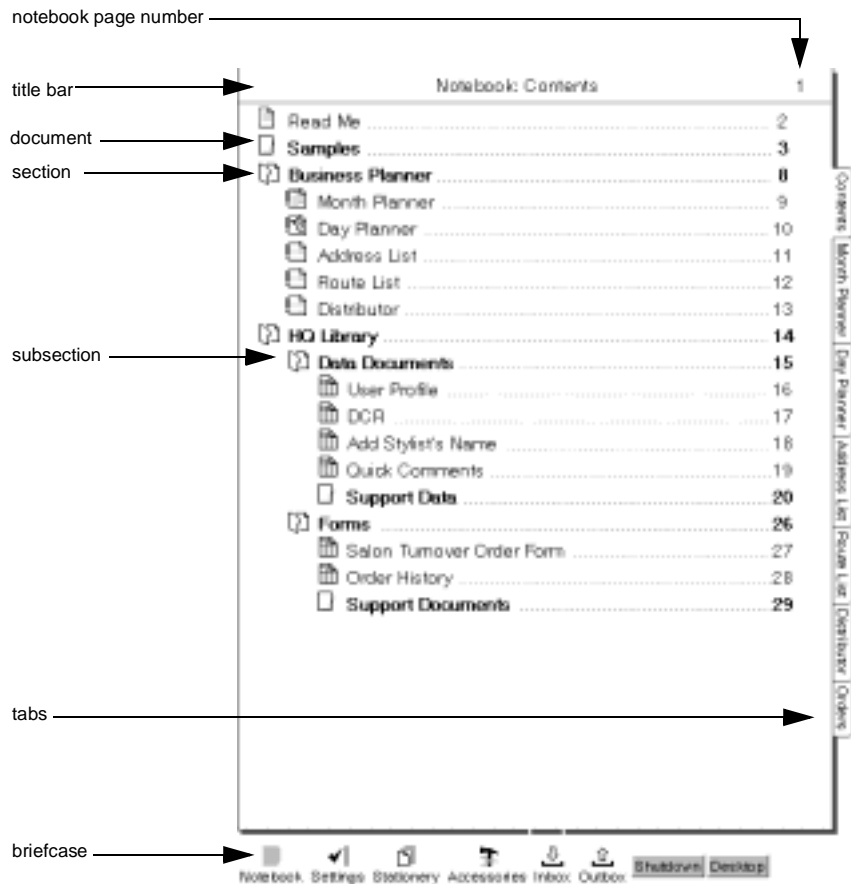 notebook page number
title bar
Notebook: Contents 1
Read Me 2
document
Samples 3
section
Business Planner 8
Month Planner 9
Day Planner 10
Address List 11
Route List 12
Distributor 13
HQ Library 14
subsection
Data Documents 15
User Profile 16
DCR 17
Add Stylist's Name 18
Quick Comments 19
Support Data 20
Forms 26
Salon Turnover Order Form 27
Order History 28
Support Documents 29
Contents
Month Planner
Day Planner
Address List
Route List
Distributor
Orders
tabs
briefcase
Notebook Settings Stationery Accessories Inbox Outbox Shutdown Desktop